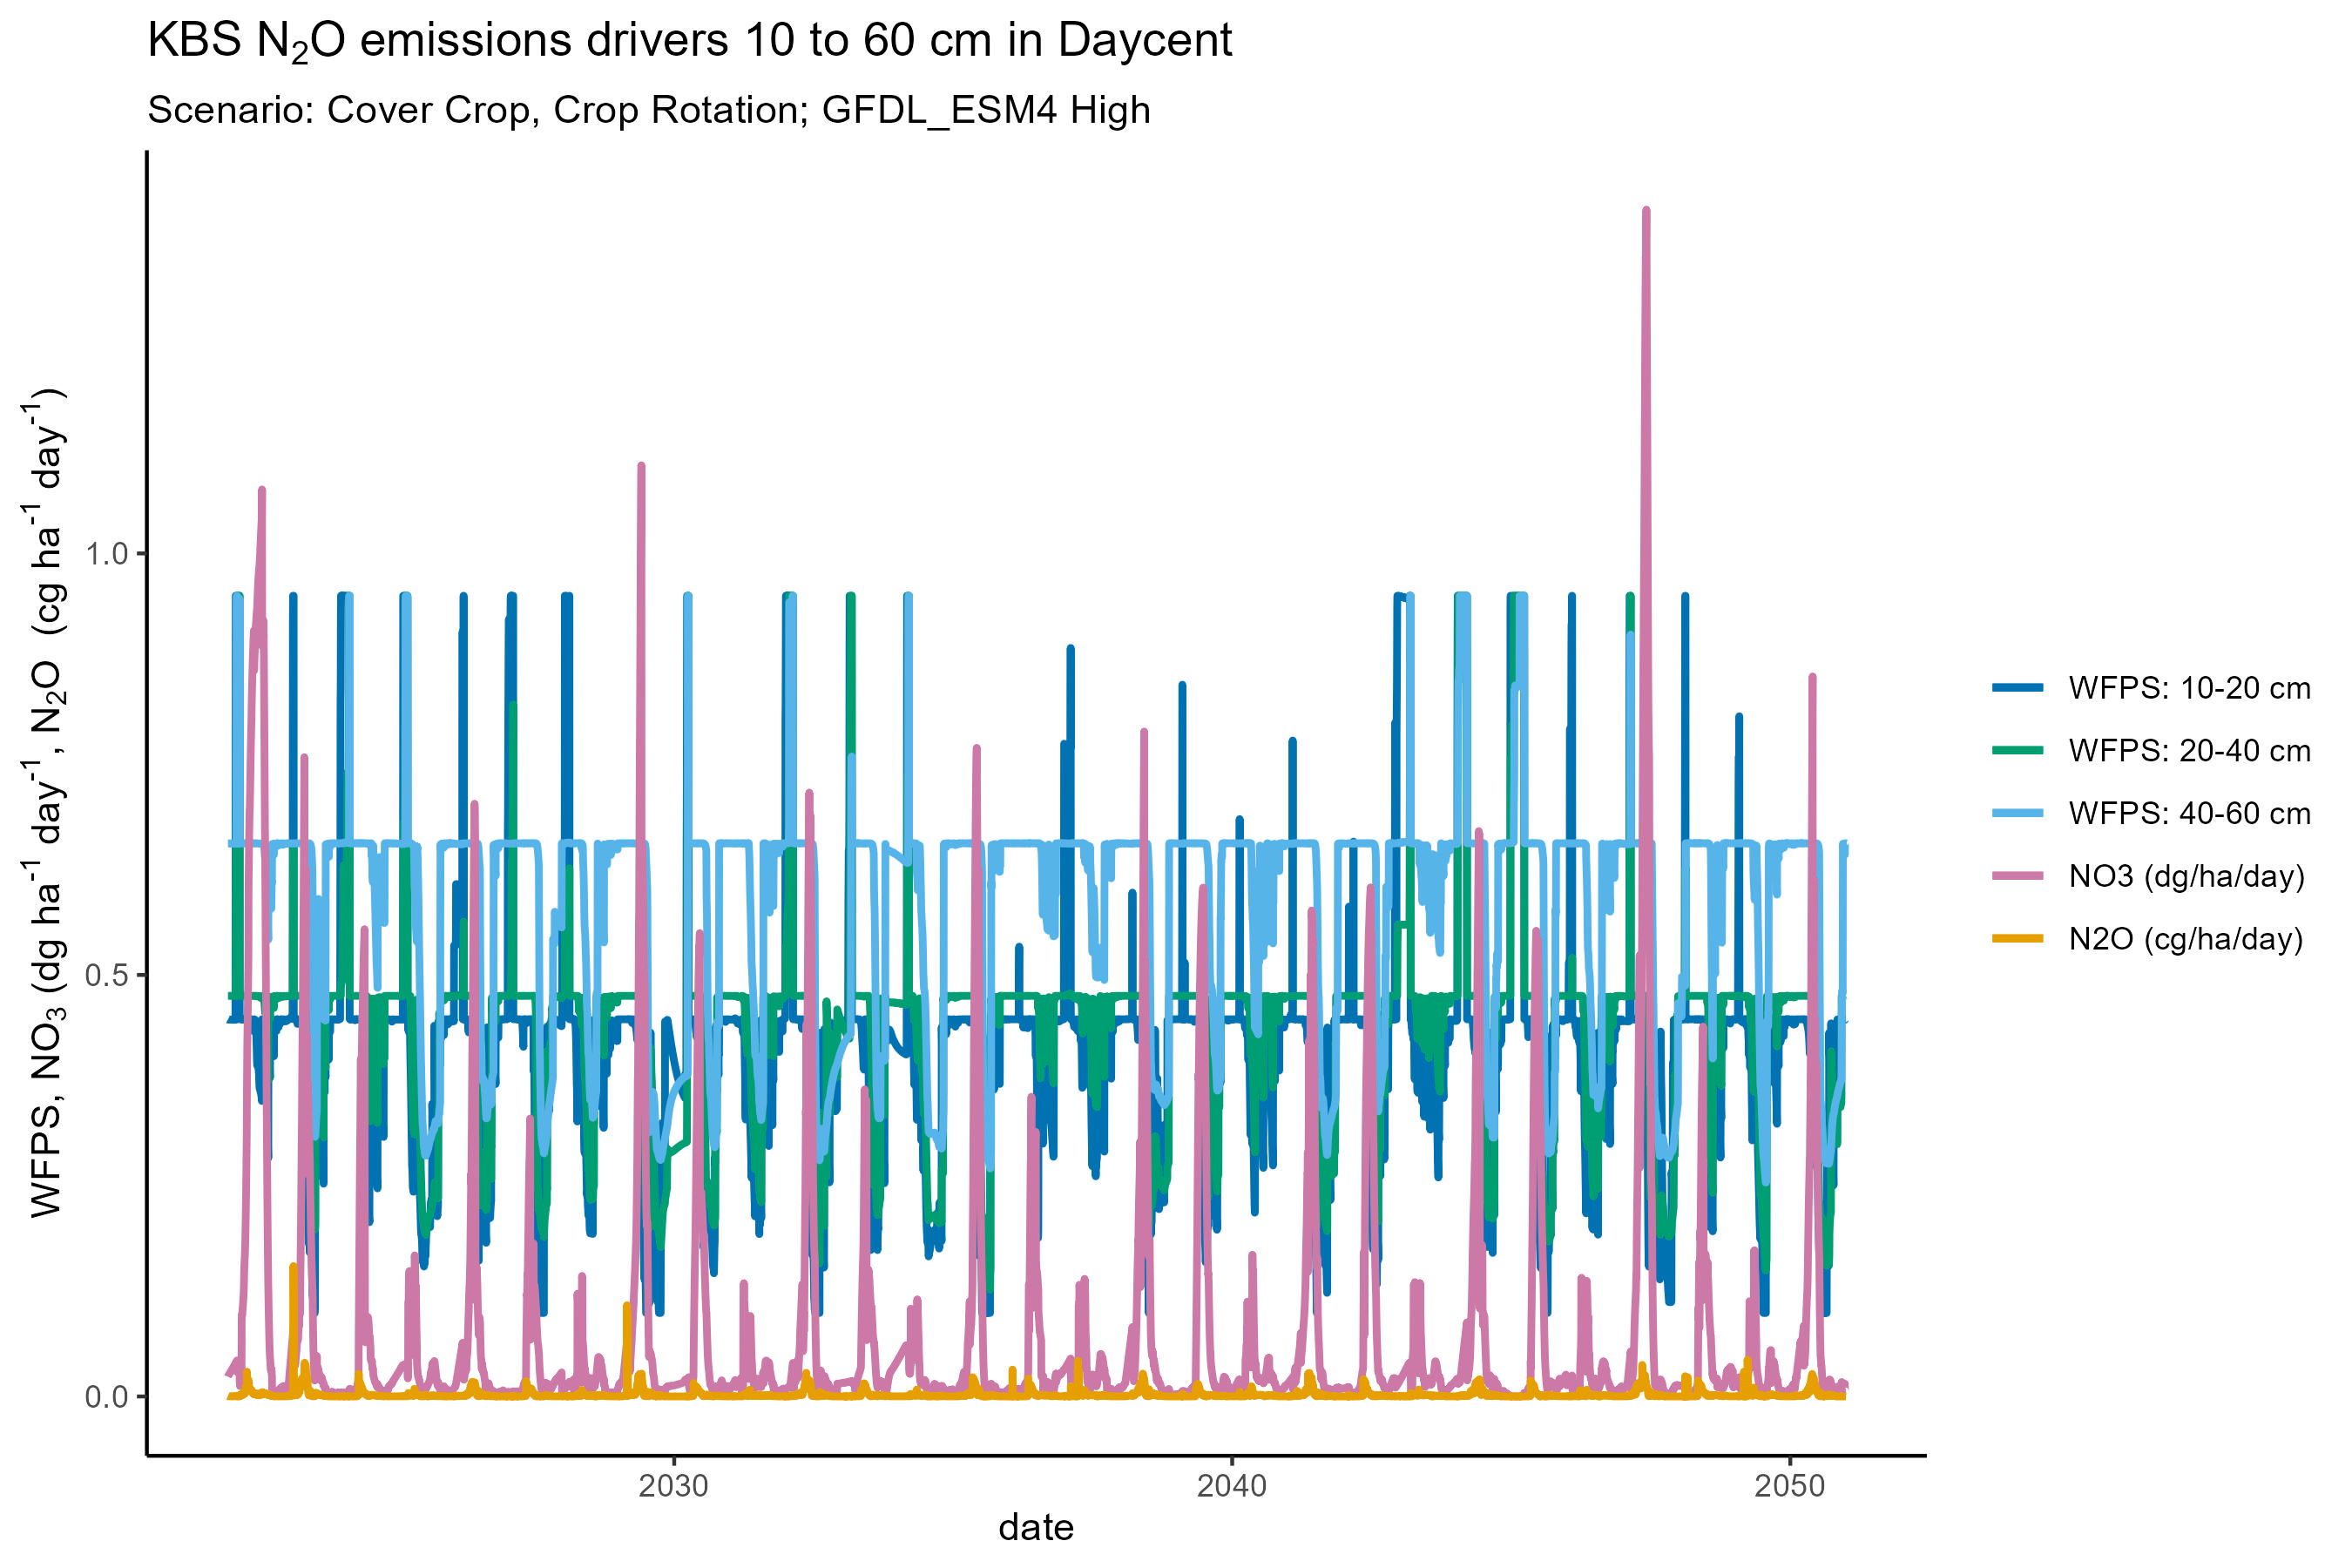 KBS N₂O emissions drivers 10 to 60 cm in Daycent
Scenario: Cover Crop, Crop Rotation; GFDL_ESM4 High
WFPS, NO₃ (dg ha⁻¹ day⁻¹, N₂O  (cg ha⁻¹ day⁻¹)
1.0
0.5
0.0
2030
2040
2050
date
WFPS: 10-20 cm
WFPS: 20-40 cm
WFPS: 40-60 cm
NO3 (dg/ha/day)
N2O (cg/ha/day)